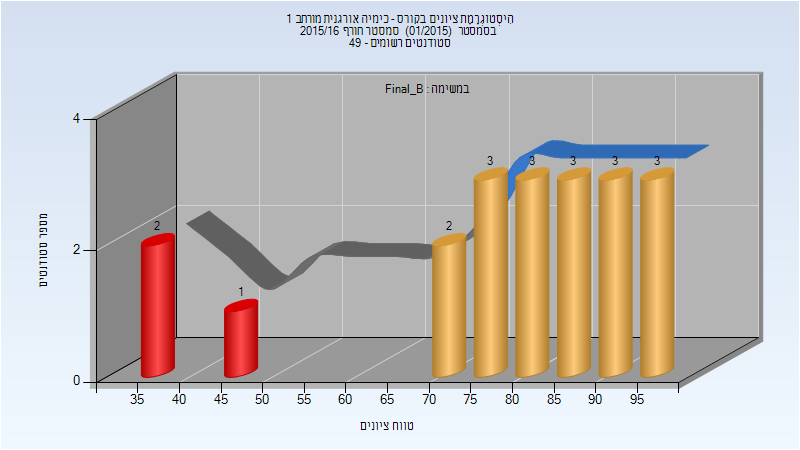 היסטוגרמת ציונים בקורס - כימיה אורגנית מורחב 1
בסמסטר (01/2015) סמסטר חורף 2015/16
סטודנטים רשומים - 49
במשימה : Final_B
מספר סטודנטים
4
2
0
2
1
2
3
3
3
3
3
35 40 45 50 55 60 65 70 75 80 85 90 95
טווח ציונים